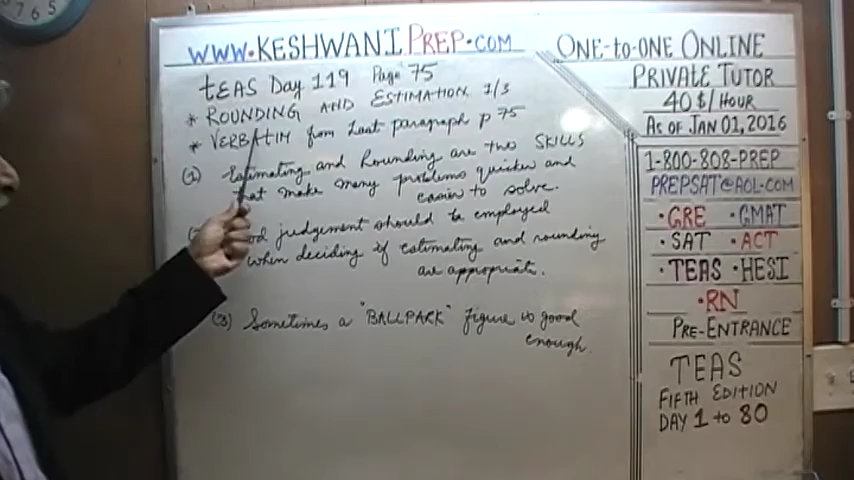 7 6 5
WWW.KESHWANIPREP.COM
TEAS Day 119 Page 75
* ROUNDING AND ESTIMATION 1/3
* VERBATIM from Last paragraph p 75
(1) Estimating and Rounding are two SKILLS
that make many problems quicker and
easier to solve.
od judgement should be employed
when deciding if estimating and rounding
are appropriate.
(3) Sometimes a "BALLPARK" figure is good
enough.
ONE-TO-ONE ONLINE
PRIVATE TUTOR
40 $/HOUR
AS OF JAN 01, 2016
1-800-808-PREP
PREPSAT@AOL.COM
• GRE • GMAT
• SAT • ACT
• TEAS • HESI
• RN
PRE-ENTRANCE
TEAS
FIFTH EDITION
DAY 1 TO 80